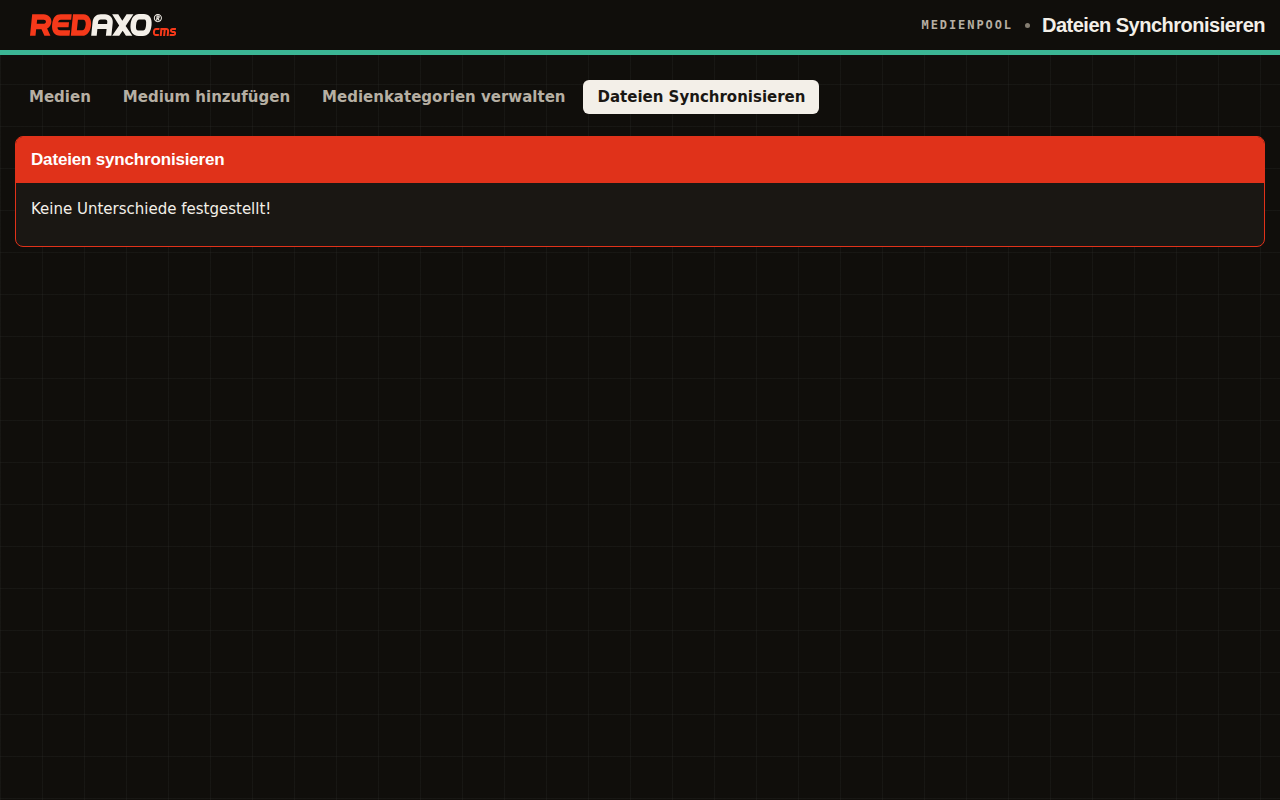 REDAXO® cms
MEDIENPOOL • Dateien Synchronisieren
Medien Medium hinzufügen Medienkategorien verwalten Dateien Synchronisieren
Dateien synchronisieren
Keine Unterschiede festgestellt!